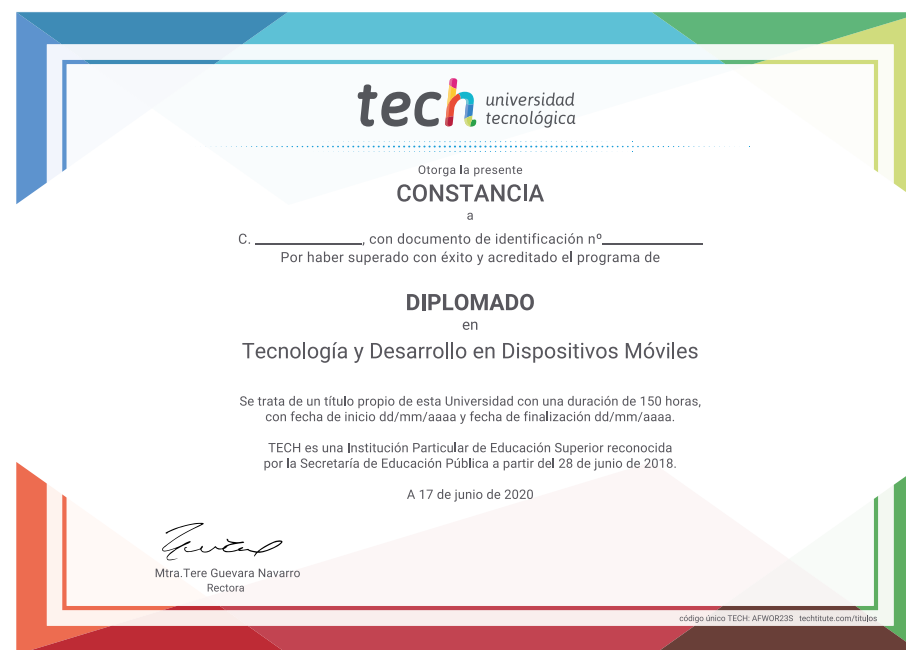 tech universidad
tecnológica
Otorga la presente
CONSTANCIA
a
C. ____________, con documento de identificación nº____________
Por haber superado con éxito y acreditado el programa de
DIPLOMADO
en
Tecnología y Desarrollo en Dispositivos Móviles
Se trata de un título propio de esta Universidad con una duración de 150 horas,
con fecha de inicio dd/mm/aaaa y fecha de finalización dd/mm/aaaa.
TECH es una Institución Particular de Educación Superior reconocida
por la Secretaría de Educación Pública a partir del 28 de junio de 2018.
A 17 de junio de 2020
Mtra.Tere Guevara Navarro
Rectora
código único TECH: AFWOR23S techtitute.com/titulos